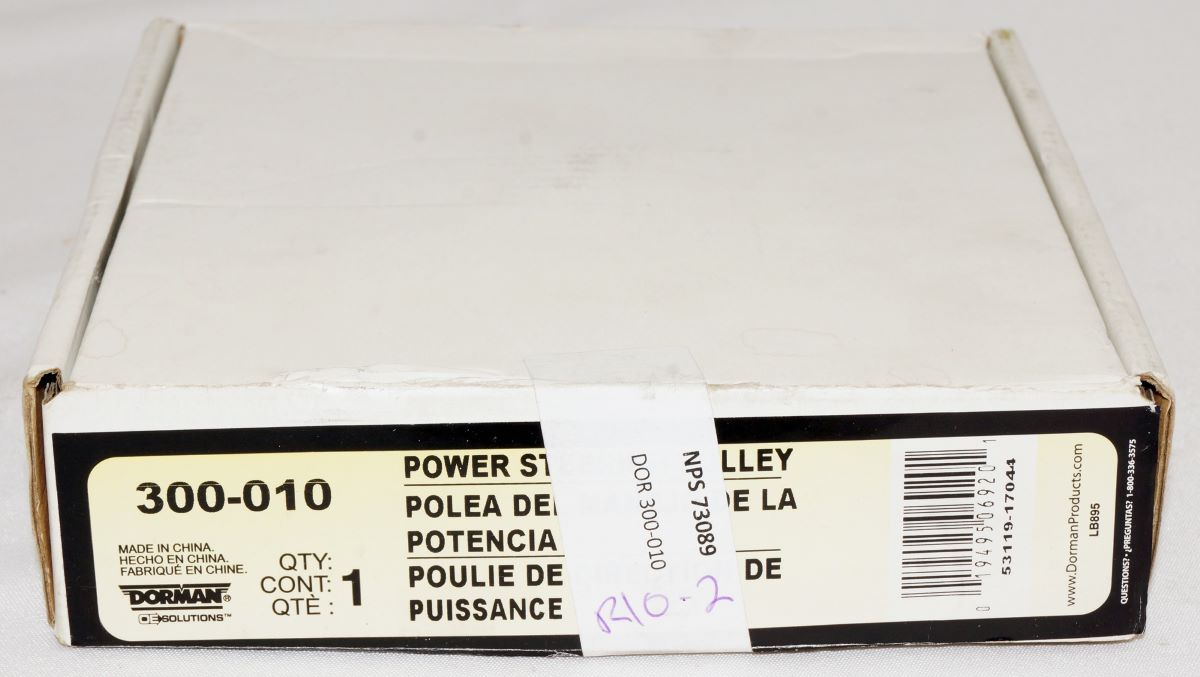 300-010
MADE IN CHINA.
HECHO EN CHINA.
FABRIQUÉ EN CHINE.
DORMAN®
OE SOLUTIONS™
QTY:
CONT: 1
QTÈ :
POWER ST LLEY
POLEA DE DE LA
POTENCIA
POULIE DE DE
PUISSANCE
NPS 73089
DOR 300-010
R10-2
0 19495 06920 1
53119-17044
www.DormanProducts.com
LB895
QUESTIONS? • ¿PREGUNTAS? 1-800-336-3575